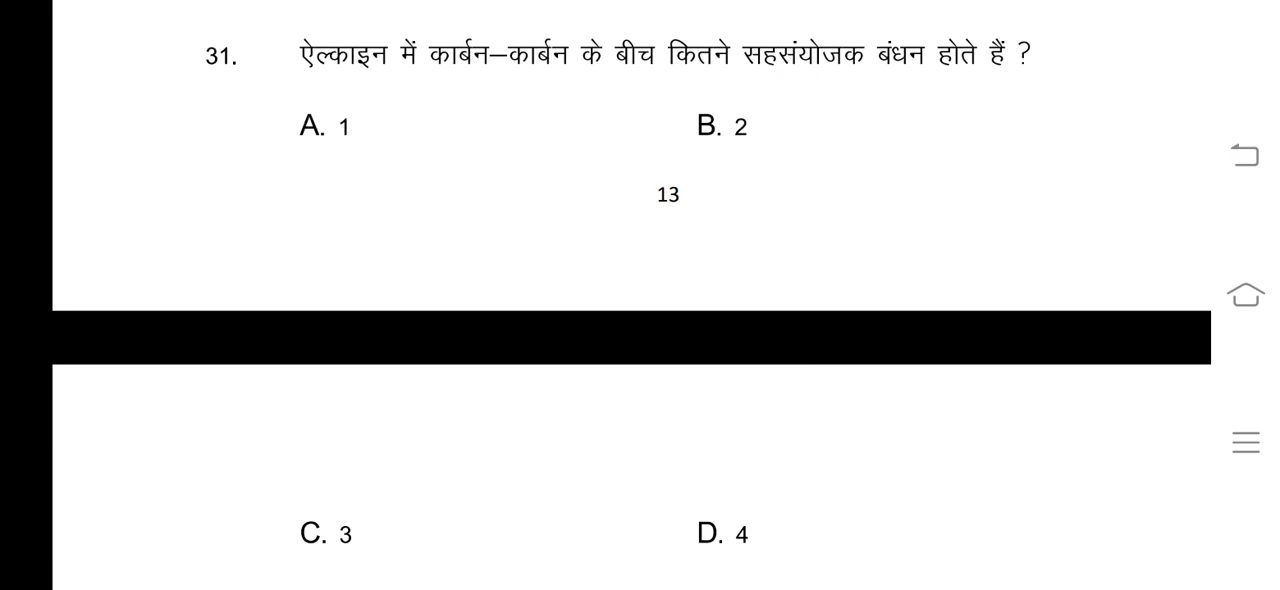 31. ऐल्काइन में कार्बन–कार्बन के बीच कितने सहसंयोजक बंधन होते हैं ?
A. 1 B. 2
13
C. 3 D. 4